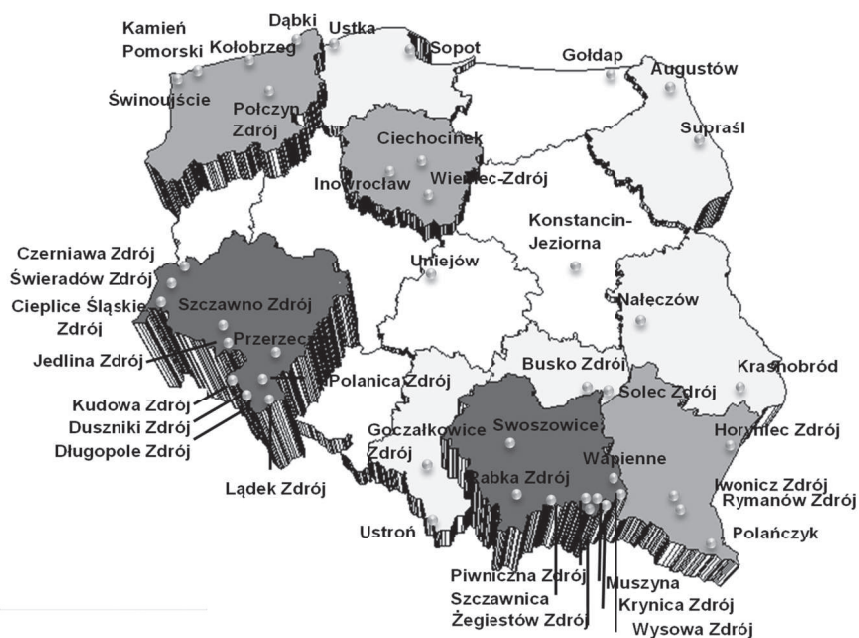 Dąbki
Kamień
Pomorski
Kołobrzeg
Ustka
Sopot
Gołdap
Augustów
Świnoujście
Połczyn
Zdrój
Supraśl
Ciechocinek
Inowrocław
Wieniec-Zdrój
Konstancin-
Jeziorna
Uniejów
Czerniawa Zdrój
Świeradów Zdrój
Cieplice Śląskie
Zdrój
Szczawno Zdrój
Nałęczów
Jedlina Zdrój
Przerzecz
Polanica Zdrój
Busko Zdrój
Krasnobród
Solec Zdrój
Kudowa Zdrój
Duszniki Zdrój
Długopole Zdrój
Goczałkowice
Zdrój
Swoszowice
Horyniec Zdrój
Wapienne
Lądek Zdrój
Rabka Zdrój
Iwonicz Zdrój
Rymanów Zdrój
Ustroń
Polańczyk
Piwniczna Zdrój
Szczawnica
Żegiestów Zdrój
Muszyna
Krynica Zdrój
Wysowa Zdrój